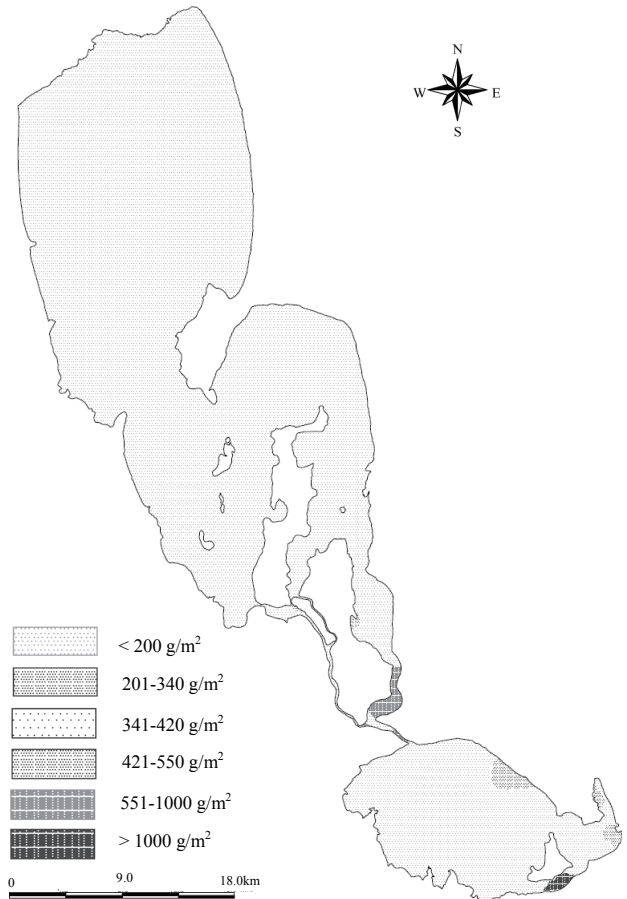 N
W E
S
< 200 g/m²
201-340 g/m²
341-420 g/m²
421-550 g/m²
551-1000 g/m²
> 1000 g/m²
0 9.0 18.0km